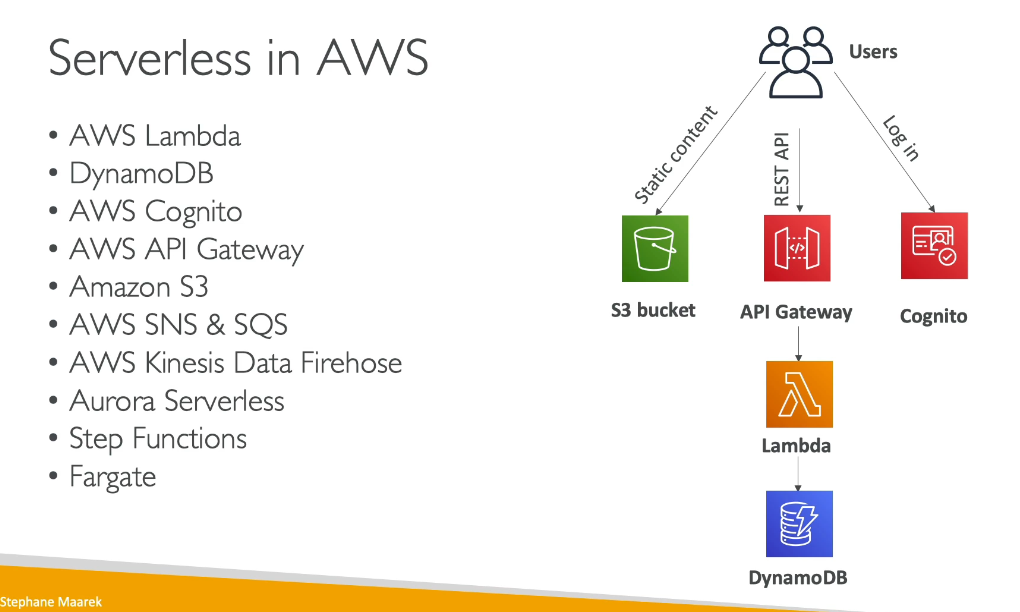 Serverless in AWS
• AWS Lambda
• DynamoDB
• AWS Cognito
• AWS API Gateway
• Amazon S3
• AWS SNS & SQS
• AWS Kinesis Data Firehose
• Aurora Serverless
• Step Functions
• Fargate
Users
Static content
REST API
Log in
S3 bucket
API Gateway
Cognito
Lambda
DynamoDB
Stephane Maarek